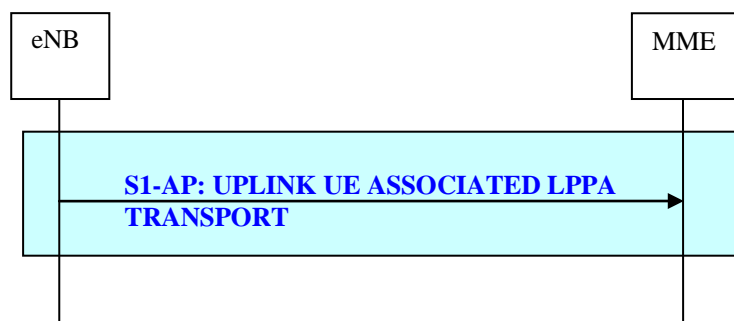 eNB
MME
S1-AP: UPLINK UE ASSOCIATED LPPA
TRANSPORT